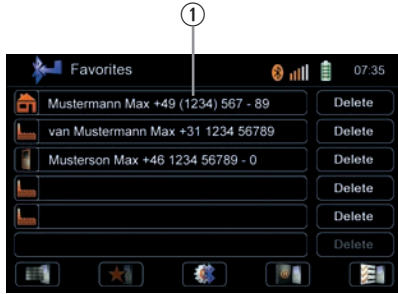 1
Favorites 07:35
Mustermann Max +49 (1234) 567 - 89 Delete
van Mustermann Max +31 1234 56789 Delete
Musterson Max +46 1234 56789 - 0 Delete
Delete
Delete
Delete